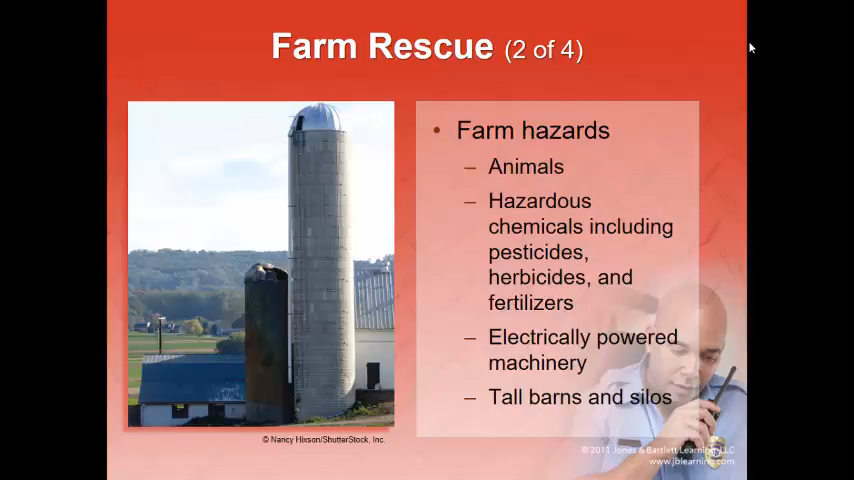 Farm Rescue (2 of 4)
• Farm hazards
– Animals
– Hazardous
chemicals including
pesticides,
herbicides, and
fertilizers
– Electrically powered
machinery
– Tall barns and silos
© Nancy Hixson/ShutterStock, Inc.
© 2011 Jones & Bartlett Learning, LLC
www.jblearning.com